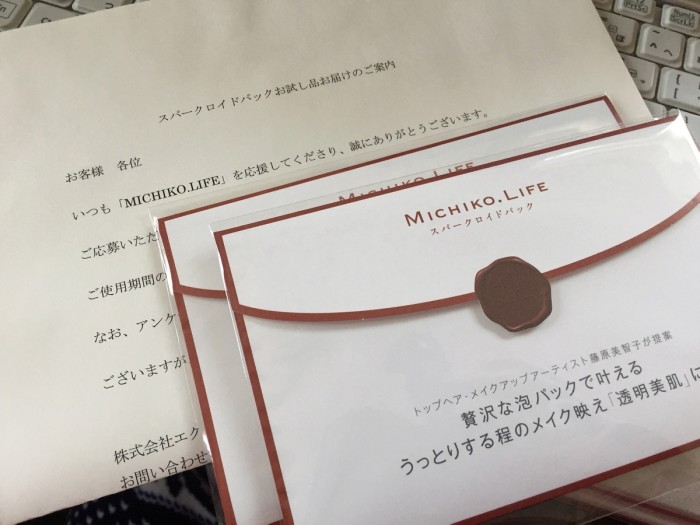 スパークロイドパックお試し品お届けのご案内
お客様 各位
いつも「MICHIKO.LIFE」を応援してくださり、誠にありがとうございます。
ご応募いただ
ご使用期間の
なお、アンケ
ございますが
株式会社エク
お問い合わせ
MICHIKO.LIFE
MICHIKO.LIFE
スパークロイドパック
トップヘア・メイクアップアーティスト藤原美智子が提案
贅沢な泡パックで叶える
うっとりする程のメイク映え「透明美肌」に